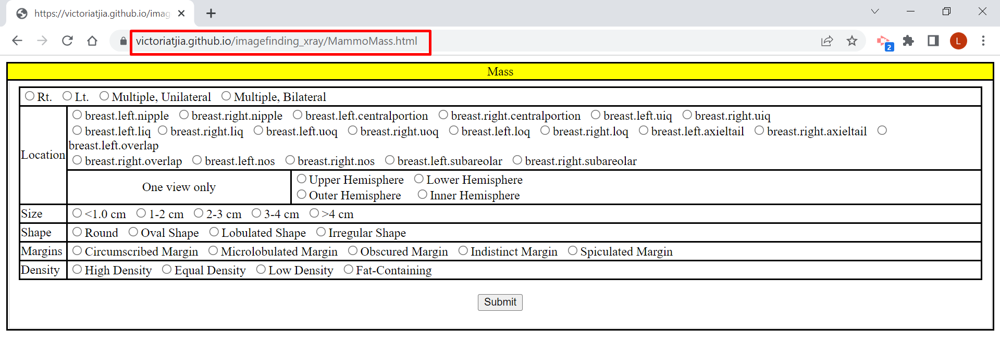 https://victoriatjia.github.io/imag
victoriatjia.github.io/imagefinding_xray/MammoMass.html
2
L
Mass
Rt. Lt. Multiple, Unilateral Multiple, Bilateral
Location
breast.left.nipple breast.right.nipple breast.left.centralportion breast.right.centralportion breast.left.uiq breast.right.uiq
breast.left.liq breast.right.liq breast.left.uoq breast.right.uoq breast.left.loq breast.right.loq breast.left.axieltail breast.right.axieltail
breast.left.overlap
breast.right.overlap breast.left.nos breast.right.nos breast.left.subareolar breast.right.subareolar
One view only
Upper Hemisphere Lower Hemisphere
Outer Hemisphere Inner Hemisphere
Size <1.0 cm 1-2 cm 2-3 cm 3-4 cm >4 cm
Shape Round Oval Shape Lobulated Shape Irregular Shape
Margins Circumscribed Margin Microlobulated Margin Obscured Margin Indistinct Margin Spiculated Margin
Density High Density Equal Density Low Density Fat-Containing
Submit